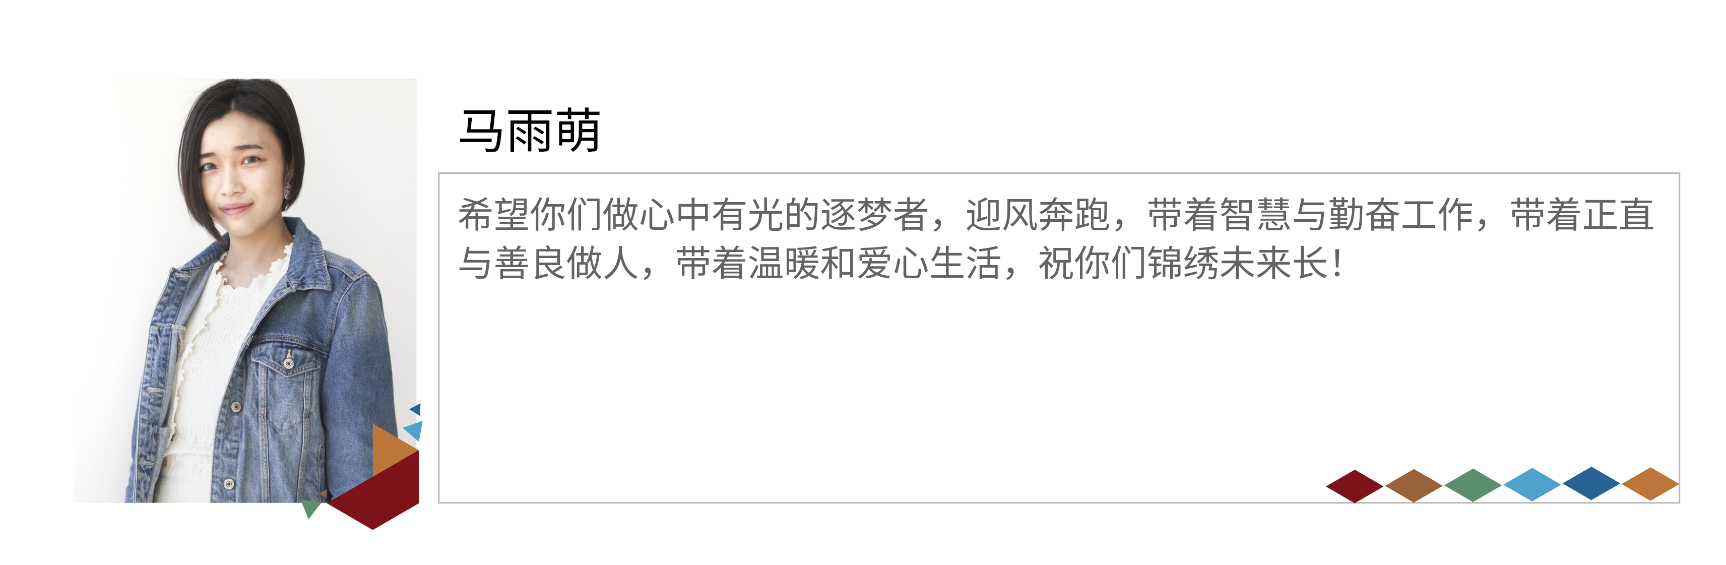 马雨萌
希望你们做心中有光的逐梦者，迎风奔跑，带着智慧与勤奋工作，带着正直
与善良做人，带着温暖和爱心生活，祝你们锦绣未来长！